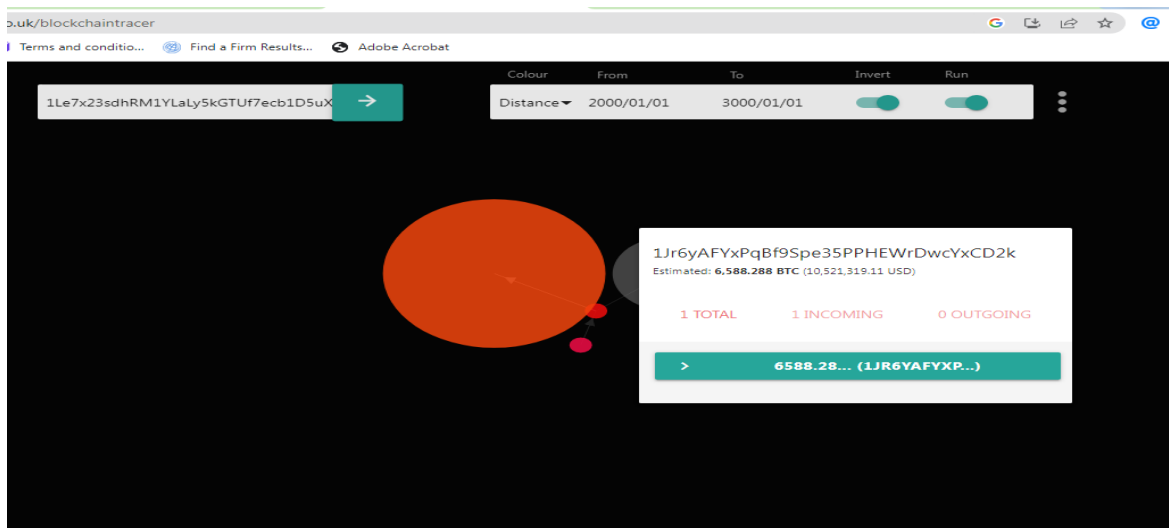 o.uk/blockchaintracer
Terms and conditio... Find a Firm Results... Adobe Acrobat
Colour From To Invert Run
1Le7x23sdhRM1YLaLy5kGTUf7ecb1D5uX
Distance 2000/01/01 3000/01/01
1Jr6yAFYxPqBf9Spe35PPHEWrDwcYxCD2k
Estimated: 6,588.288 BTC (10,521,319.11 USD)
1 TOTAL 1 INCOMING 0 OUTGOING
> 6588.28... (1JR6YAFYXP...)